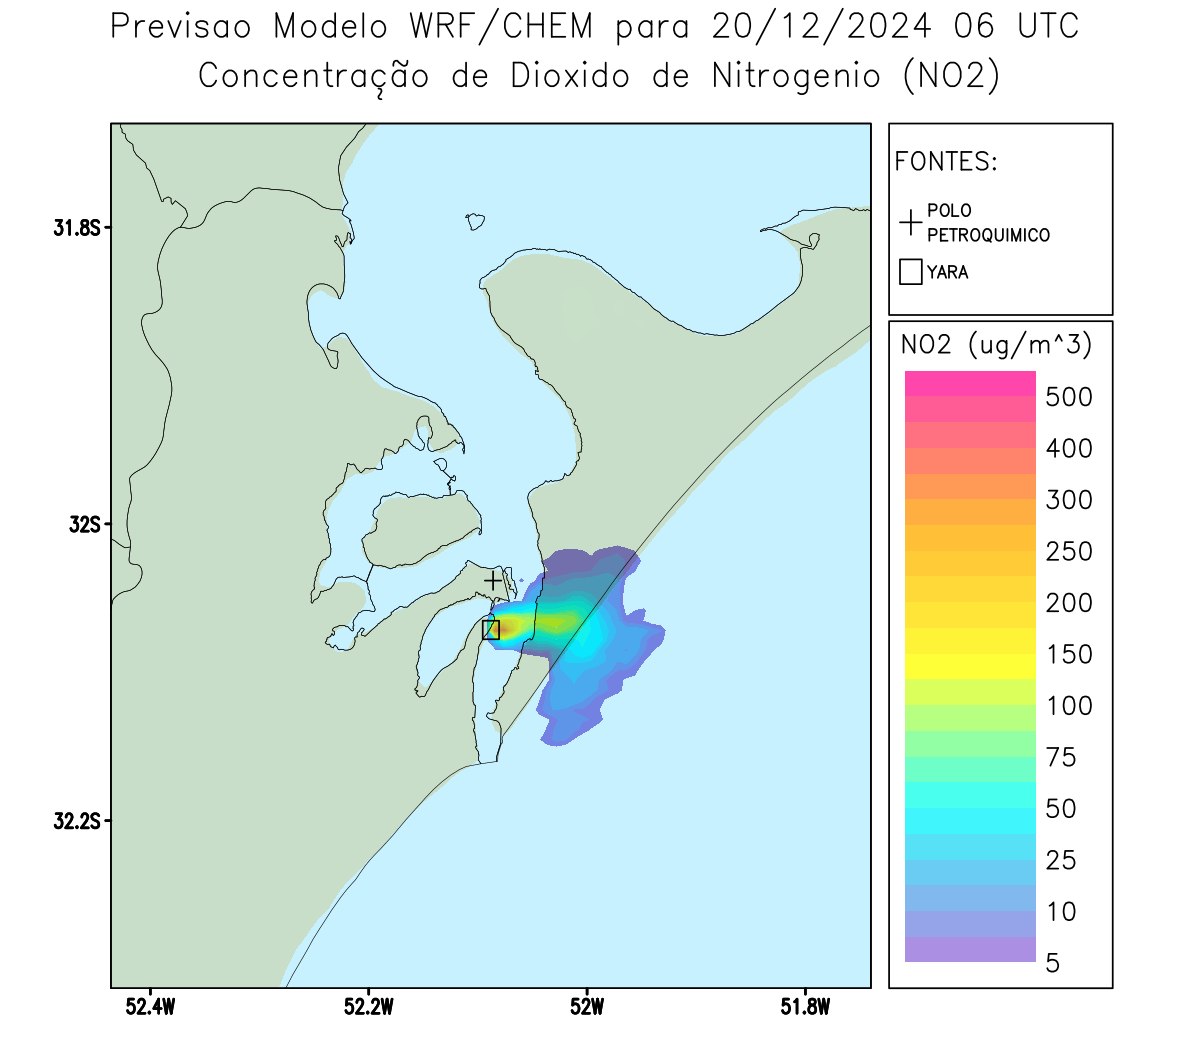 Previsao Modelo WRF/CHEM para 20/12/2024 06 UTC
Concentração de Dioxido de Nitrogenio (NO2)
FONTES:
POLO
PETROQUIMICO
YARA
NO2 (ug/m^3)
500
400
300
250
200
150
100
75
50
25
10
5
31.8S
32S
32.2S
52.4W
52.2W
52W
51.8W